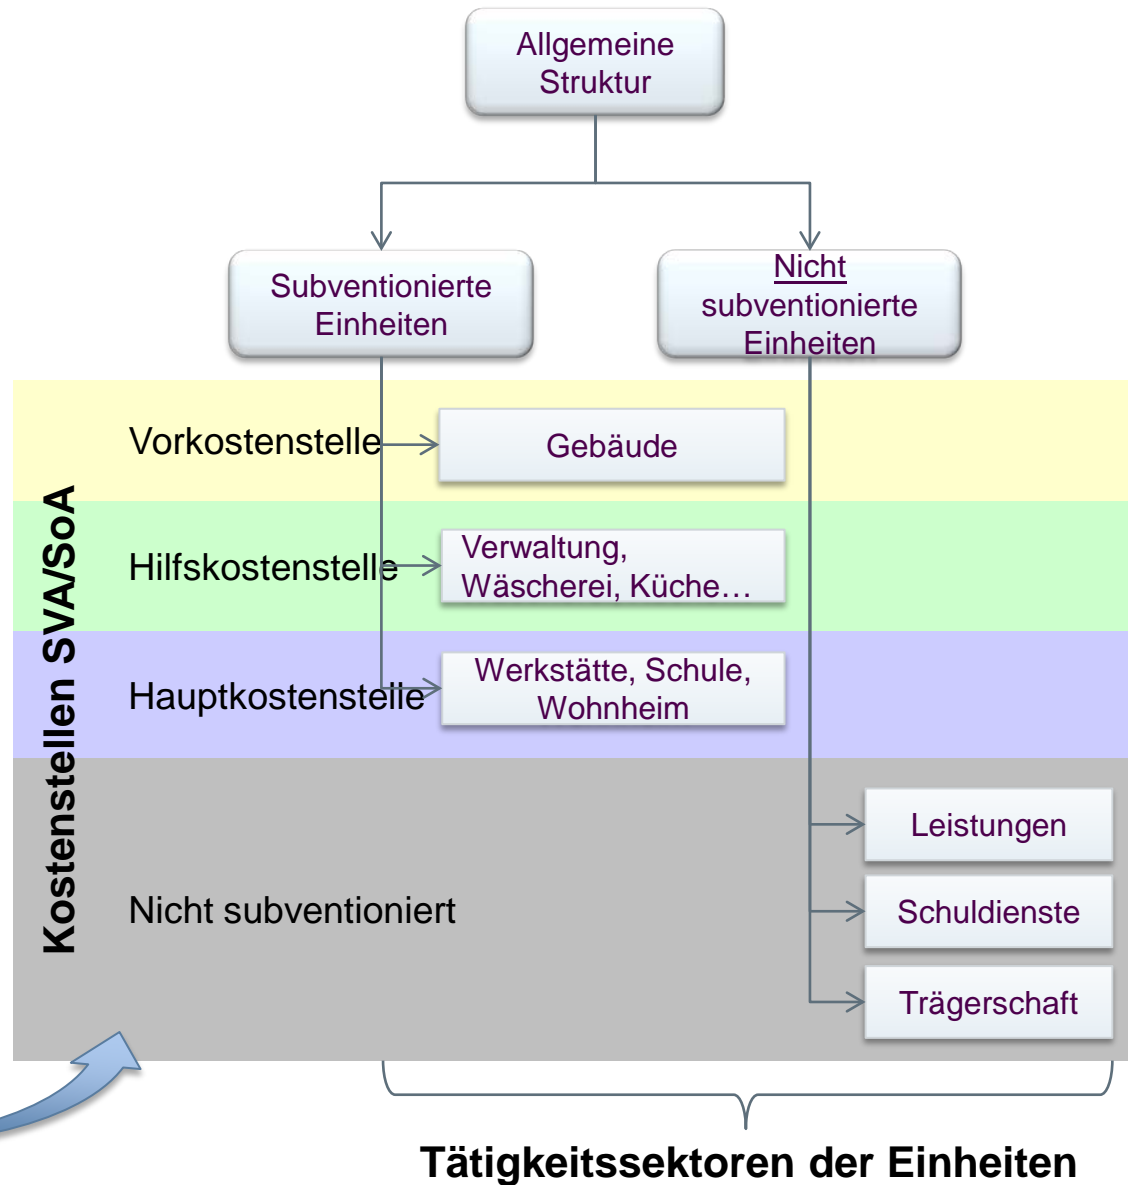 Allgemeine
Struktur
Subventionierte
Einheiten
Nicht
subventionierte
Einheiten
Kostenstellen SVA/SoA
Vorkostenstelle
Gebäude
Hilfskostenstelle
Verwaltung,
Wäscherei, Küche…
Hauptkostenstelle
Werkstätte, Schule,
Wohnheim
Nicht subventioniert
Leistungen
Schuldienste
Trägerschaft
Tätigkeitssektoren der Einheiten